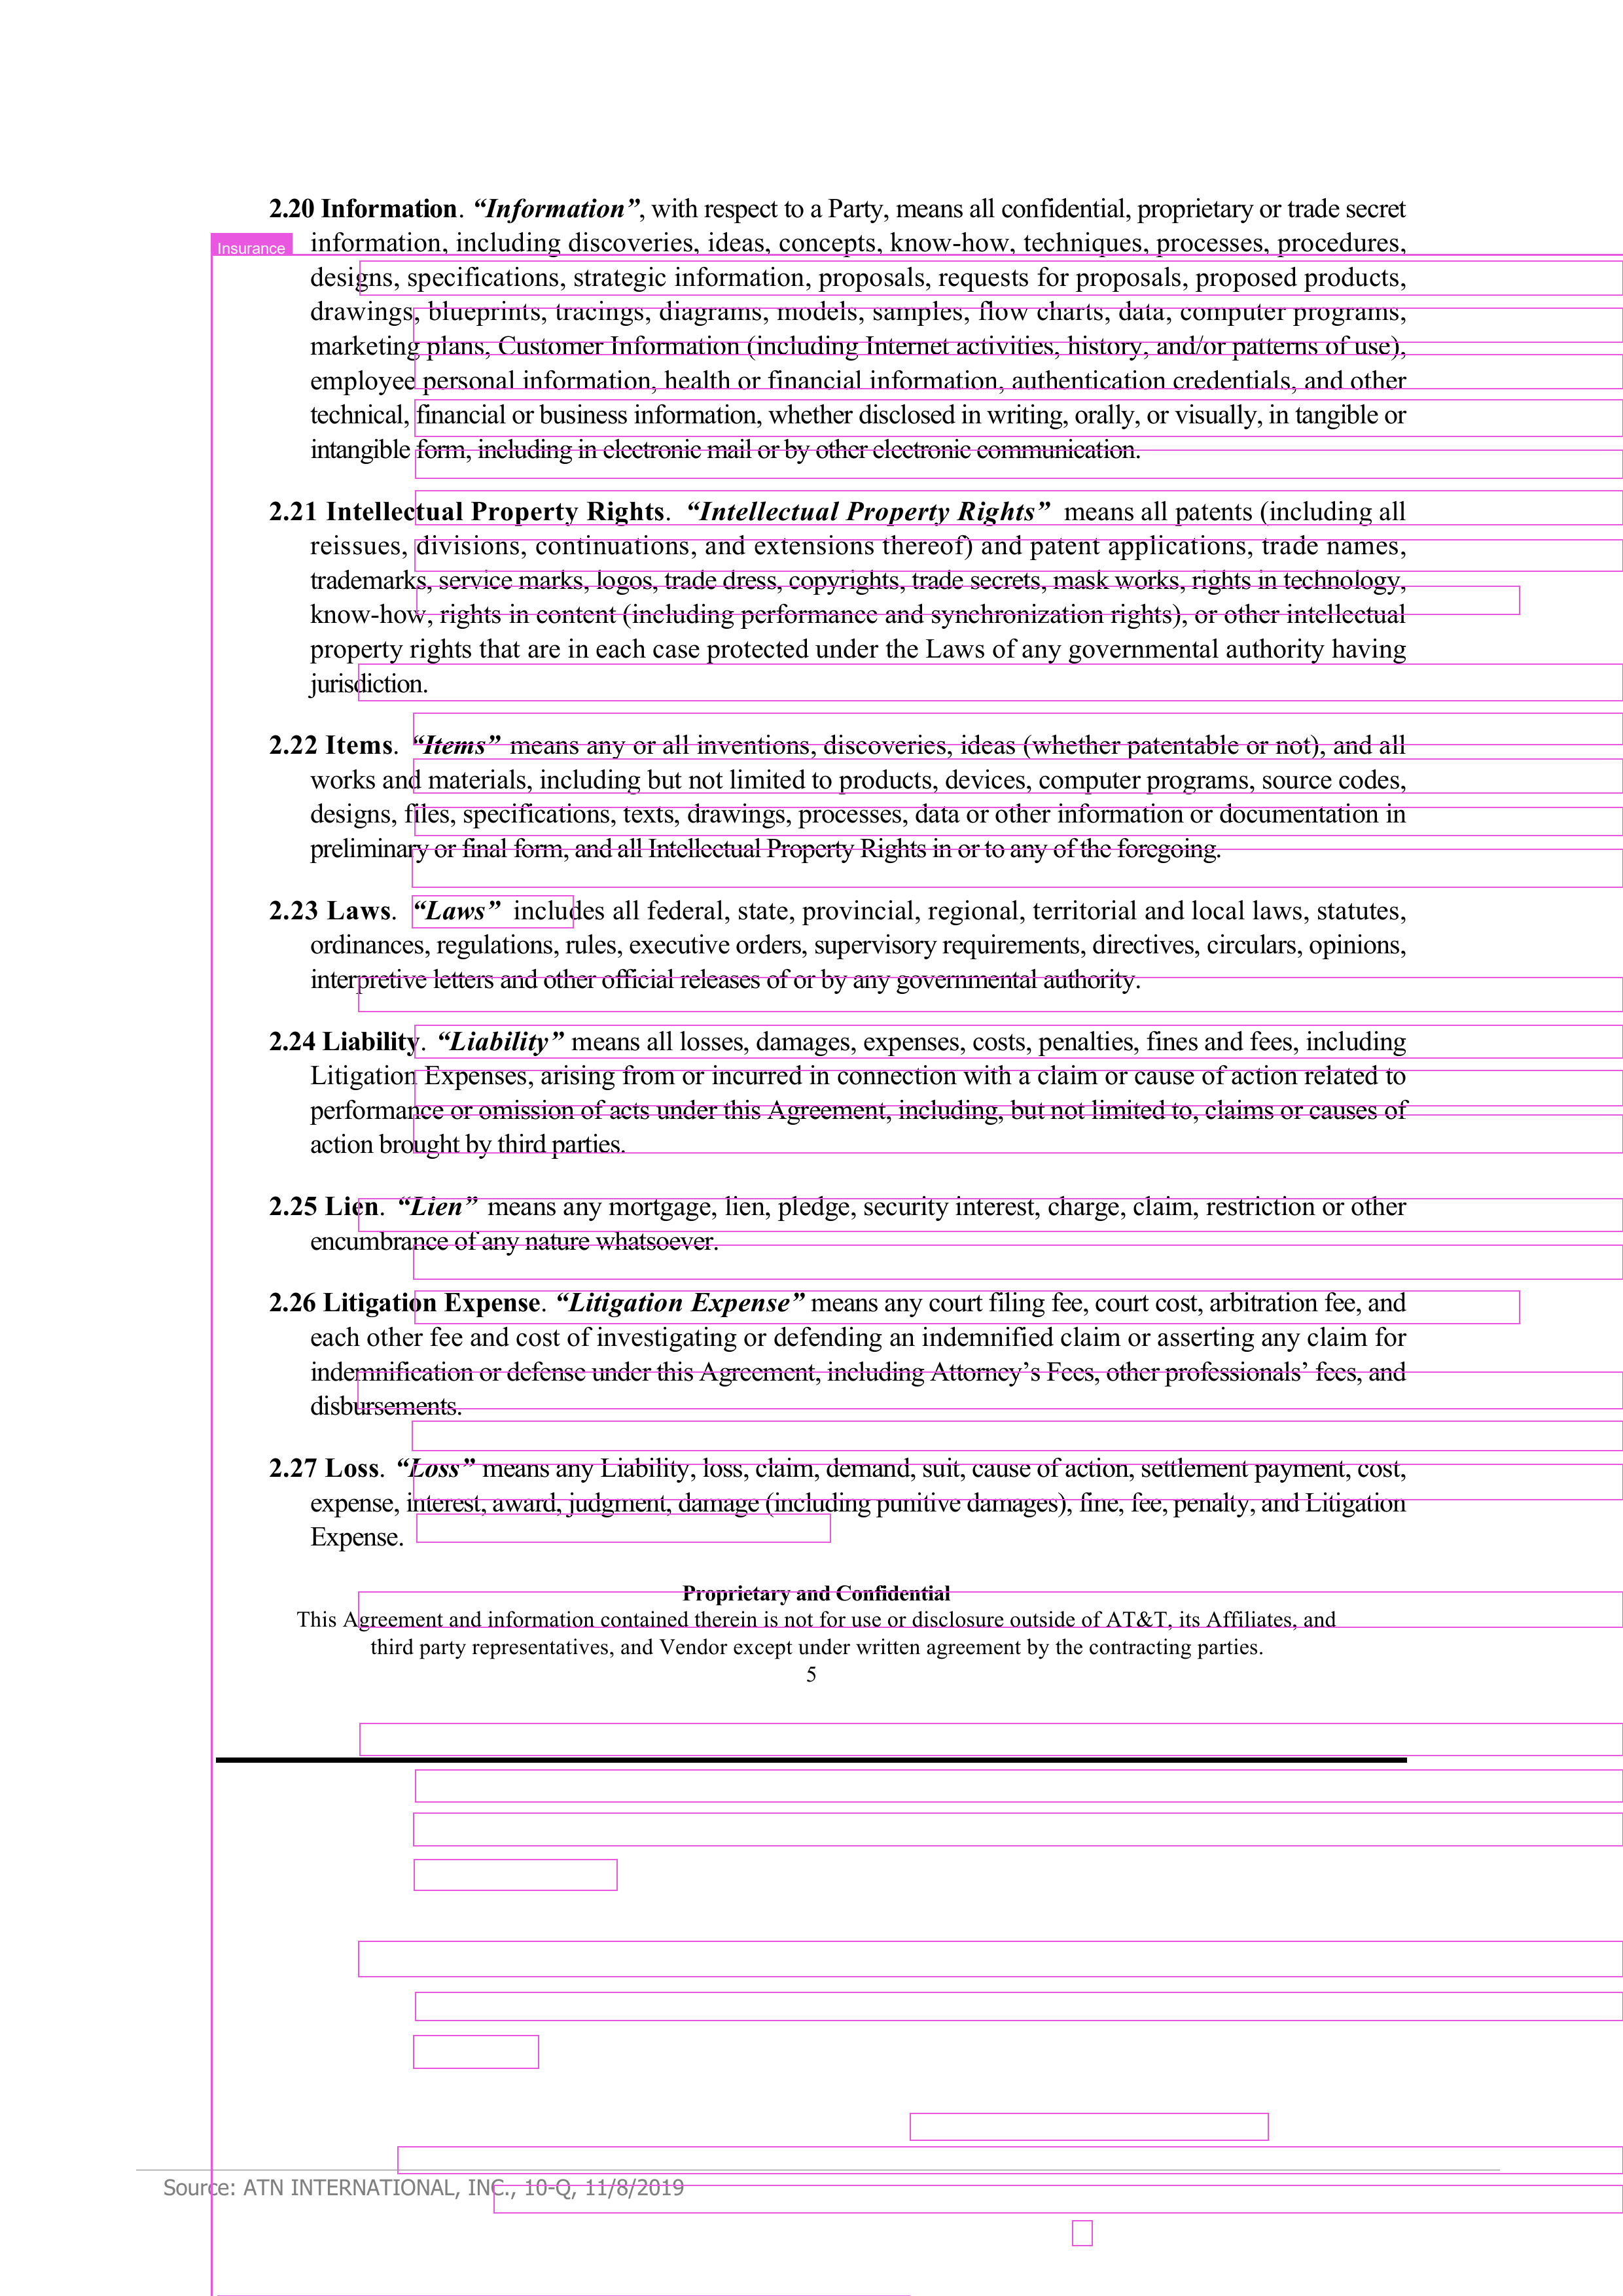 2.20 Information. “Information”, with respect to a Party, means all confidential, proprietary or trade secret
Insurance
information, including discoveries, ideas, concepts, know-how, techniques, processes, procedures,
designs, specifications, strategic information, proposals, requests for proposals, proposed products,
drawings, blueprints, tracings, diagrams, models, samples, flow charts, data, computer programs,
marketing plans, Customer Information (including Internet activities, history, and/or patterns of use),
employee personal information, health or financial information, authentication credentials, and other
technical, financial or business information, whether disclosed in writing, orally, or visually, in tangible or
intangible form, including in electronic mail or by other electronic communication.
2.21 Intellectual Property Rights. “Intellectual Property Rights” means all patents (including all
reissues, divisions, continuations, and extensions thereof) and patent applications, trade names,
trademarks, service marks, logos, trade dress, copyrights, trade secrets, mask works, rights in technology,
know-how, rights in content (including performance and synchronization rights), or other intellectual
property rights that are in each case protected under the Laws of any governmental authority having
jurisdiction.
2.22 Items. “Items” means any or all inventions, discoveries, ideas (whether patentable or not), and all
works and materials, including but not limited to products, devices, computer programs, source codes,
designs, files, specifications, texts, drawings, processes, data or other information or documentation in
preliminary or final form, and all Intellectual Property Rights in or to any of the foregoing.
2.23 Laws. “Laws” includes all federal, state, provincial, regional, territorial and local laws, statutes,
ordinances, regulations, rules, executive orders, supervisory requirements, directives, circulars, opinions,
interpretive letters and other official releases of or by any governmental authority.
2.24 Liability. “Liability” means all losses, damages, expenses, costs, penalties, fines and fees, including
Litigation Expenses, arising from or incurred in connection with a claim or cause of action related to
performance or omission of acts under this Agreement, including, but not limited to, claims or causes of
action brought by third parties.
2.25 Lien. “Lien” means any mortgage, lien, pledge, security interest, charge, claim, restriction or other
encumbrance of any nature whatsoever.
2.26 Litigation Expense. “Litigation Expense” means any court filing fee, court cost, arbitration fee, and
each other fee and cost of investigating or defending an indemnified claim or asserting any claim for
indemnification or defense under this Agreement, including Attorney’s Fees, other professionals’ fees, and
disbursements.
2.27 Loss. “Loss” means any Liability, loss, claim, demand, suit, cause of action, settlement payment, cost,
expense, interest, award, judgment, damage (including punitive damages), fine, fee, penalty, and Litigation
Expense.
Proprietary and Confidential
This Agreement and information contained therein is not for use or disclosure outside of AT&T, its Affiliates, and
third party representatives, and Vendor except under written agreement by the contracting parties.
5
Source: ATN INTERNATIONAL, INC., 10-Q, 11/8/2019